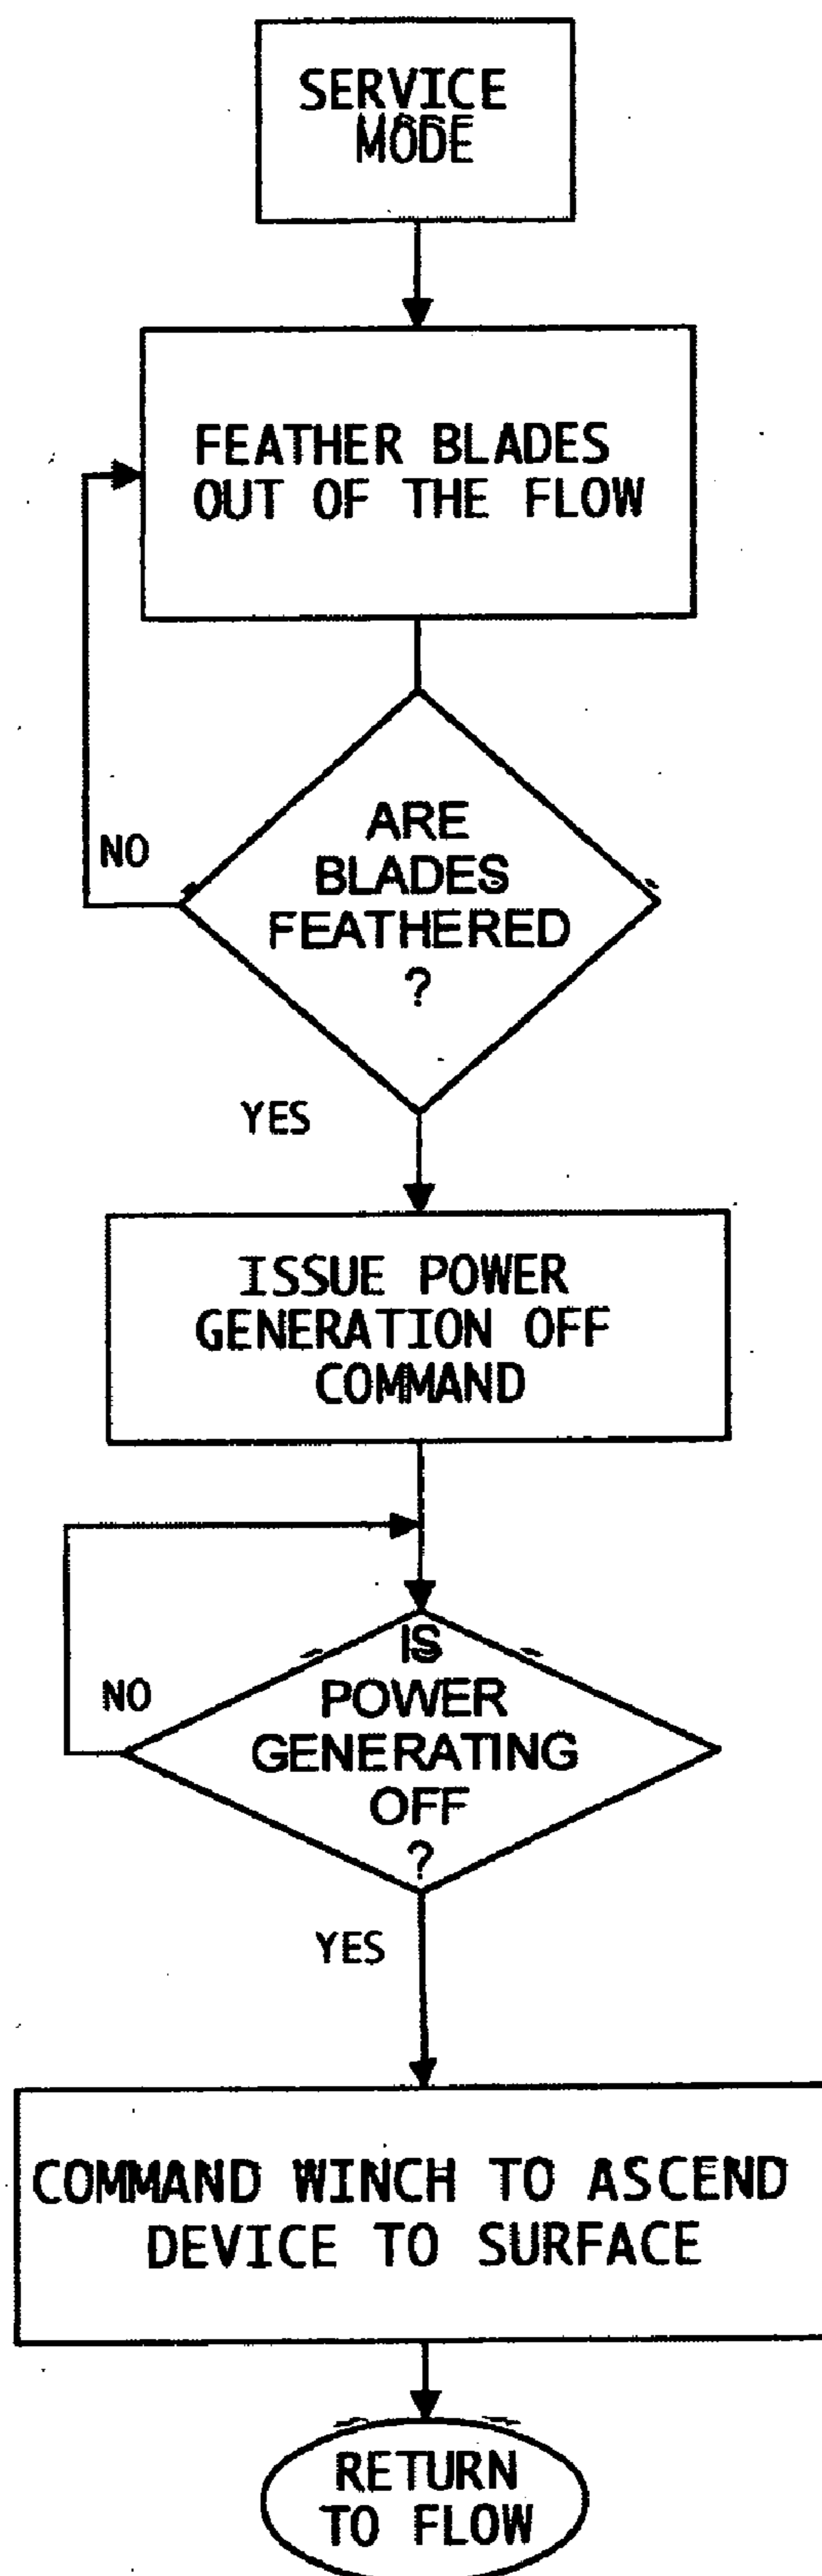 SERVICE
MODE
FEATHER BLADES
OUT OF THE FLOW
ARE
BLADES
FEATHERED
?
NO
YES
ISSUE POWER
GENERATION OFF
COMMAND
IS
POWER
GENERATING
OFF
?
NO
YES
COMMAND WINCH TO ASCEND
DEVICE TO SURFACE
RETURN
TO FLOW